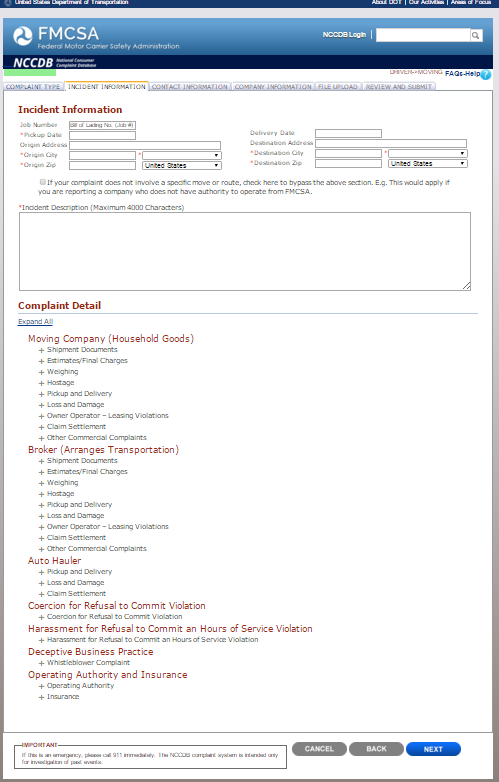 United States Department of Transportation About DOT | Our Activities | Areas of Focus
FMCSA
Federal Motor Carrier Safety Administration
NCCDB Login
NCCDB National Consumer Complaint Database
DRIVER->MOVING FAQs-Help ?
COMPLAINT TYPE INCIDENT INFORMATION CONTACT INFORMATION COMPANY INFORMATION FILE UPLOAD REVIEW AND SUBMIT
Incident Information
Job Number Bill of Lading No. (Job #)
*Pickup Date Delivery Date
Origin Address Destination Address
*Origin City * *Destination City *
*Origin Zip United States *Destination Zip United States
If your complaint does not involve a specific move or route, check here to bypass the above section. E.g. This would apply if
you are reporting a company who does not have authority to operate from FMCSA.
*Incident Description (Maximum 4000 Characters)
Complaint Detail
Expand All
Moving Company (Household Goods)
+ Shipment Documents
+ Estimates/Final Charges
+ Weighing
+ Hostage
+ Pickup and Delivery
+ Loss and Damage
+ Owner Operator – Leasing Violations
+ Claim Settlement
+ Other Commercial Complaints
Broker (Arranges Transportation)
+ Shipment Documents
+ Estimates/Final Charges
+ Weighing
+ Hostage
+ Pickup and Delivery
+ Loss and Damage
+ Owner Operator – Leasing Violations
+ Claim Settlement
+ Other Commercial Complaints
Auto Hauler
+ Pickup and Delivery
+ Loss and Damage
+ Claim Settlement
Coercion for Refusal to Commit Violation
+ Coercion for Refusal to Commit Violation
Harassment for Refusal to Commit an Hours of Service Violation
+ Harassment for Refusal to Commit an Hours of Service Violation
Deceptive Business Practice
+ Whistleblower Complaint
Operating Authority and Insurance
+ Operating Authority
+ Insurance
IMPORTANT
If this is an emergency, please call 911 immediately. The NCCDB complaint system is intended only
for investigation of past events.
CANCEL BACK NEXT